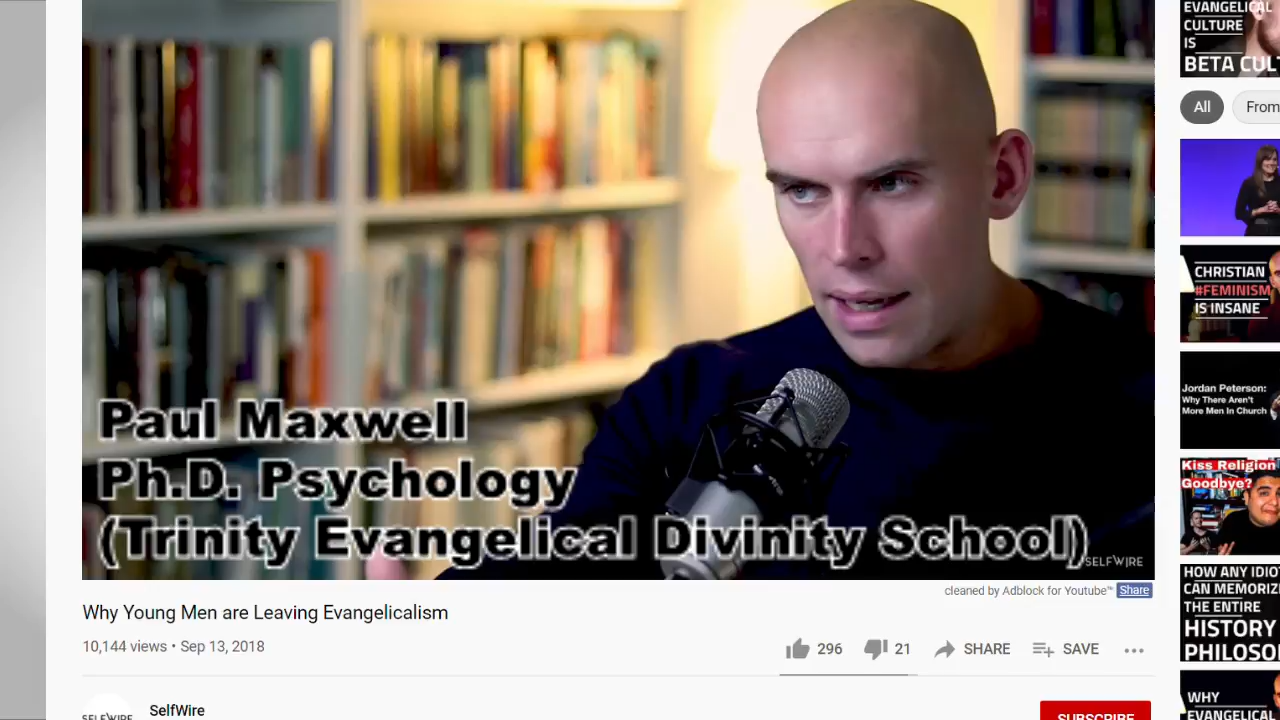 Paul Maxwell
Ph.D. Psychology
(Trinity Evangelical Divinity School)
SELFWIRE
cleaned by Adblock for Youtube™ Share
Why Young Men are Leaving Evangelicalism
10,144 views • Sep 13, 2018
296 21 SHARE SAVE
SELFWIRE
SelfWire
SUBSCRIBE
EVANGELICAL
CULTURE
IS
BETA CUL
All From
CHRISTIAN
#FEMINISM
IS INSANE
Jordan Peterson:
Why There Aren't
More Men In Church
Kiss Religion
Goodbye?
HOW ANY IDIO
CAN MEMORIZ
THE ENTIRE
HISTORY
PHILOSO
WHY
EVANGELICAL